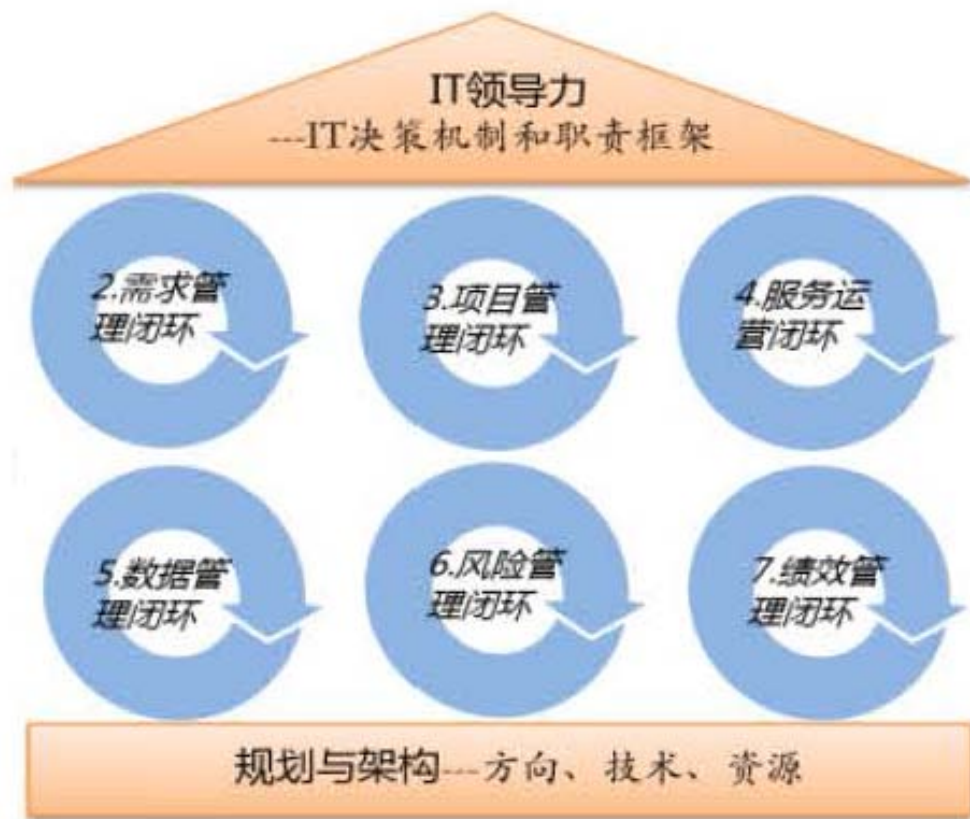 IT领导力
---IT决策机制和职责框架
2.需求管
理闭环
3.项目管
理闭环
4.服务运
营闭环
5.数据管
理闭环
6.风险管
理闭环
7.绩效管
理闭环
规划与架构---方向、技术、资源